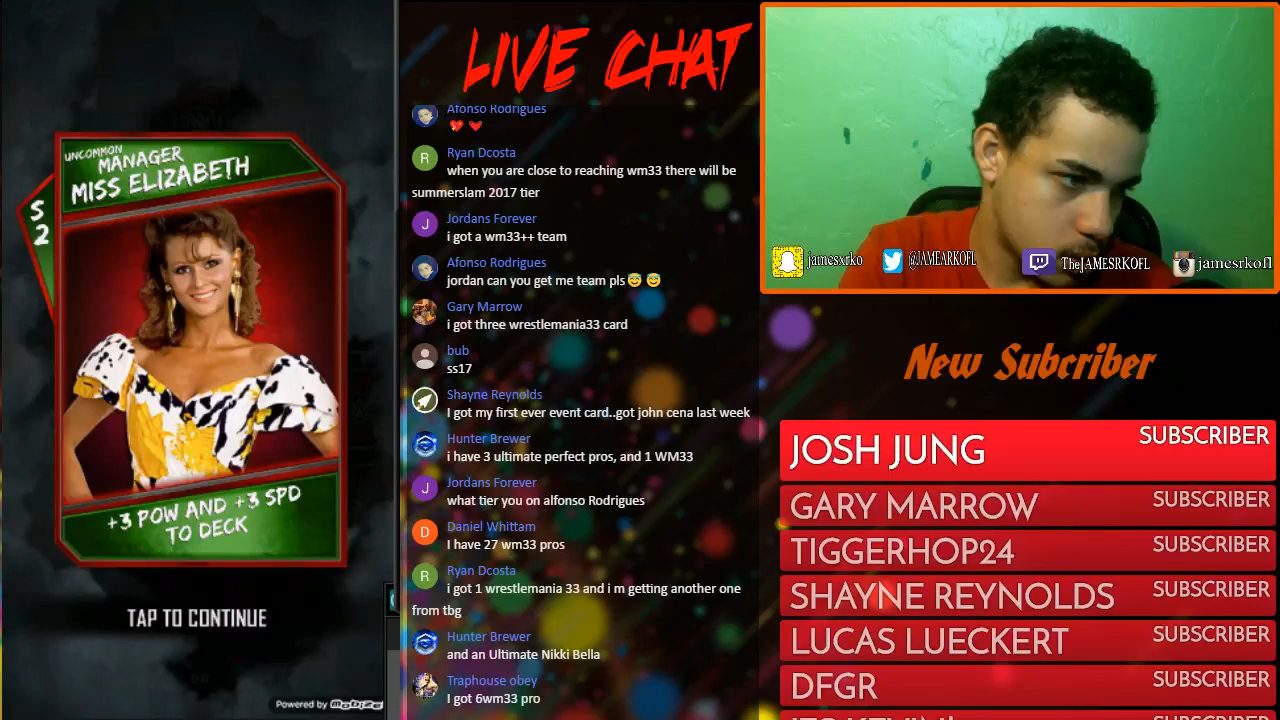 UNCOMMON
MANAGER
MISS ELIZABETH
S
2
+3 POW AND +3 SPD
TO DECK
TAP TO CONTINUE
Powered by
LIVE CHAT
Afonso Rodrigues
💖 ❤
R
Ryan Dcosta
when you are close to reaching wm33 there will be
summerslam 2017 tier
J
Jordans Forever
i got a wm33++ team
Afonso Rodrigues
jordan can you get me team pls😇 😇
Gary Marrow
i got three wrestlemania33 card
bub
ss17
Shayne Reynolds
I got my first ever event card..got john cena last week
Hunter Brewer
i have 3 ultimate perfect pros, and 1 WM33
J
Jordans Forever
what tier you on alfonso Rodrigues
D
Daniel Whittam
I have 27 wm33 pros
R
Ryan Dcosta
i got 1 wrestlemania 33 and i m getting another one
from tbg
Hunter Brewer
and an Ultimate Nikki Bella
Traphouse obey
I got 6wm33 pro
jamesxrko
@JAMEARKOFL
TheJAMESRKOFL
jamesrkofl
New Subcriber
JOSH JUNG SUBSCRIBER
GARY MARROW SUBSCRIBER
TIGGERHOP24 SUBSCRIBER
SHAYNE REYNOLDS SUBSCRIBER
LUCAS LUECKERT SUBSCRIBER
DFGR SUBSCRIBER